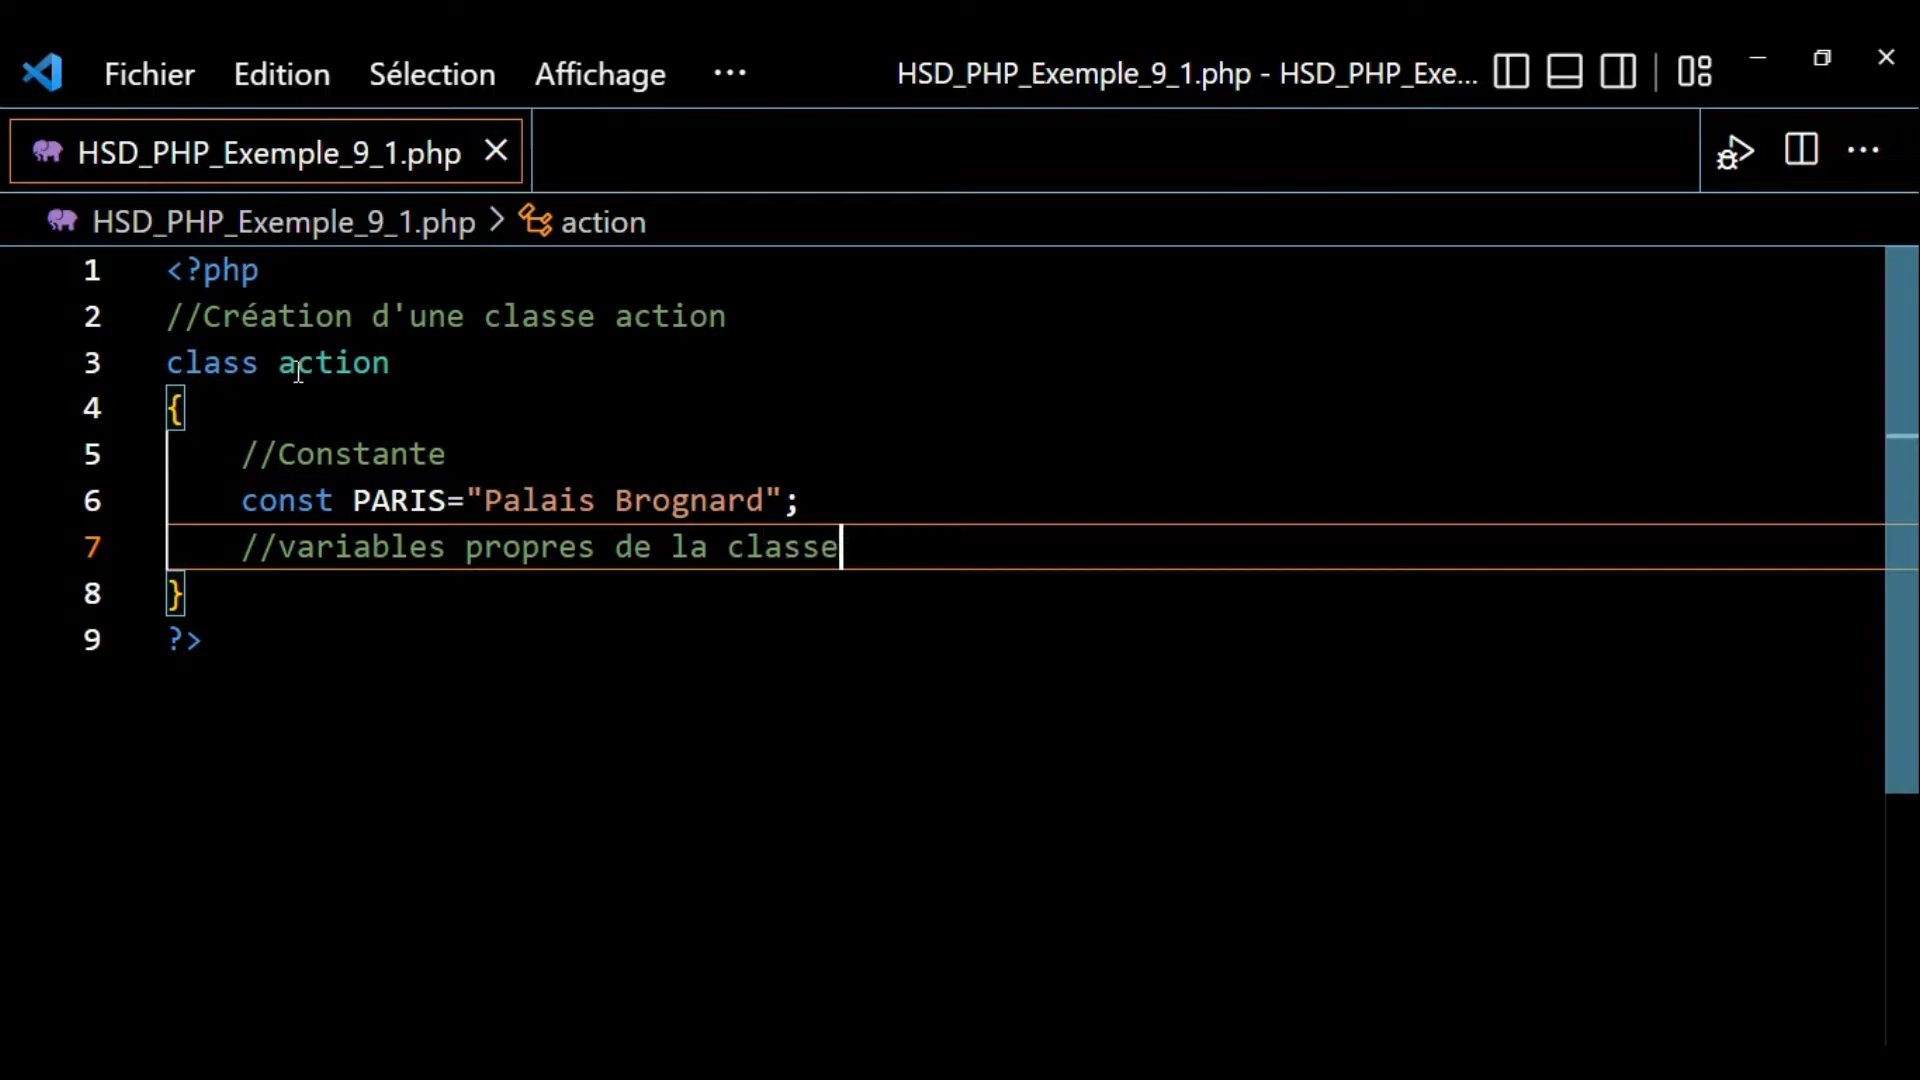 Fichier Edition Sélection Affichage ··· HSD_PHP_Exemple_9_1.php - HSD_PHP_Exe...
HSD_PHP_Exemple_9_1.php
HSD_PHP_Exemple_9_1.php > action
1 <?php
2 //Création d'une classe action
3 class action
4 {
5 //Constante
6 const PARIS="Palais Brognard";
7 //variables propres de la classe
8 }
9 ?>